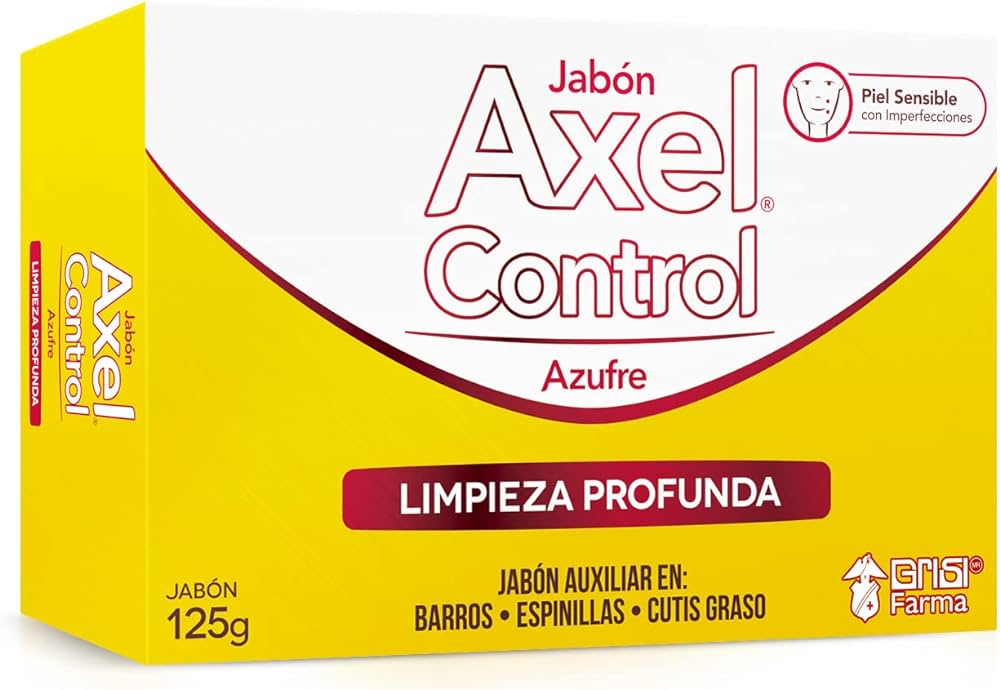 Jabón
Axel®
Control
Azufre
Piel Sensible
con Imperfecciones
LIMPIEZA PROFUNDA
JABÓN AUXILIAR EN:
BARROS • ESPINILLAS • CUTIS GRASO
JABÓN
125g
GRISI MR
Farma
Jabón
Axel®
Control
Azufre
LIMPIEZA PROFUNDA